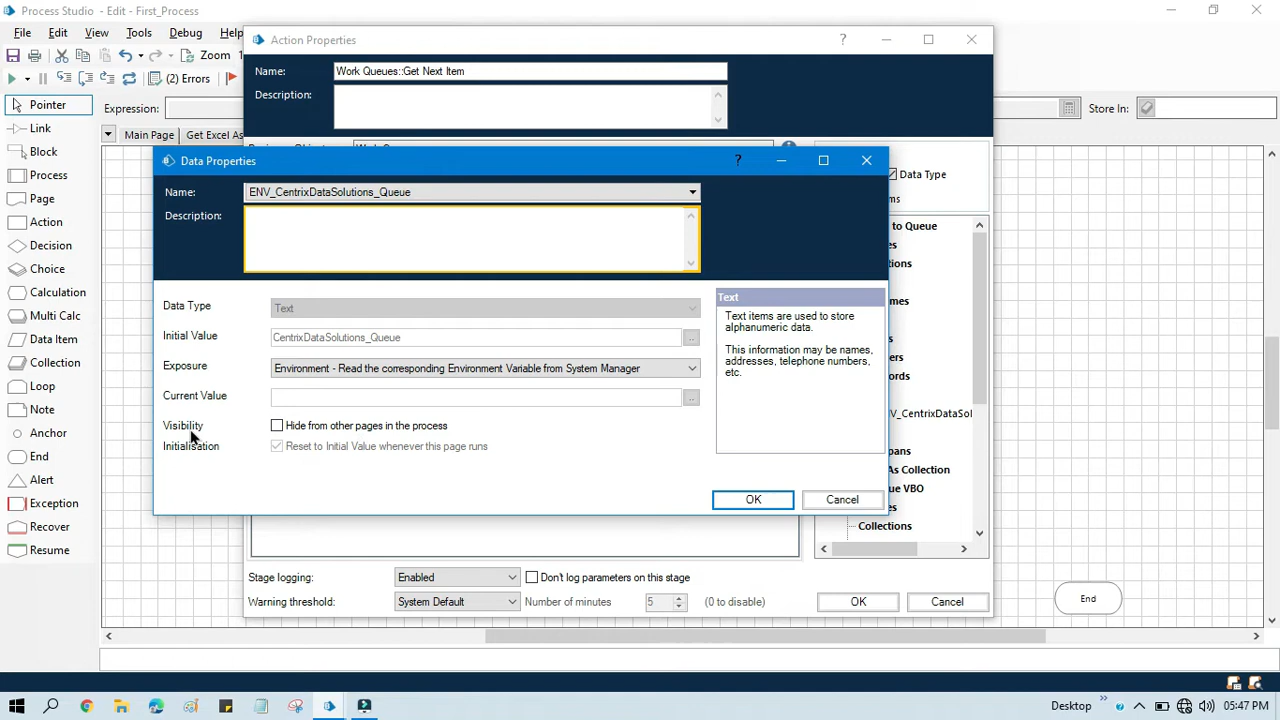 Process Studio - Edit - First_Process
File Edit View Tools Debug
Zoom 1
(2) Errors
Pointer
Expression:
Store In:
Link
Block
Process
Page
Action
Decision
Choice
Calculation
Multi Calc
Data Item
Collection
Loop
Note
Anchor
End
Alert
Exception
Recover
Resume
Main Page
Get Excel As
Action Properties
?
Name:
Work Queues::Get Next Item
Description:
Data Type
ms
to Queue
es
tions
mes
s
ters
ords
V_CentrixDataSol
pans
As Collection
ue VBO
es
Collections
Data Properties
?
Name:
ENV_CentrixDataSolutions_Queue
Description:
Data Type
Text
Initial Value
CentrixDataSolutions_Queue
...
Exposure
Environment - Read the corresponding Environment Variable from System Manager
Current Value
...
Visibility
Hide from other pages in the process
Initialisation
Reset to Initial Value whenever this page runs
Text
Text items are used to store
alphanumeric data.
This information may be names,
addresses, telephone numbers,
etc.
OK
Cancel
Stage logging:
Enabled
Don't log parameters on this stage
Warning threshold:
System Default
Number of minutes
5
(0 to disable)
OK
Cancel
End
Desktop
05:47 PM